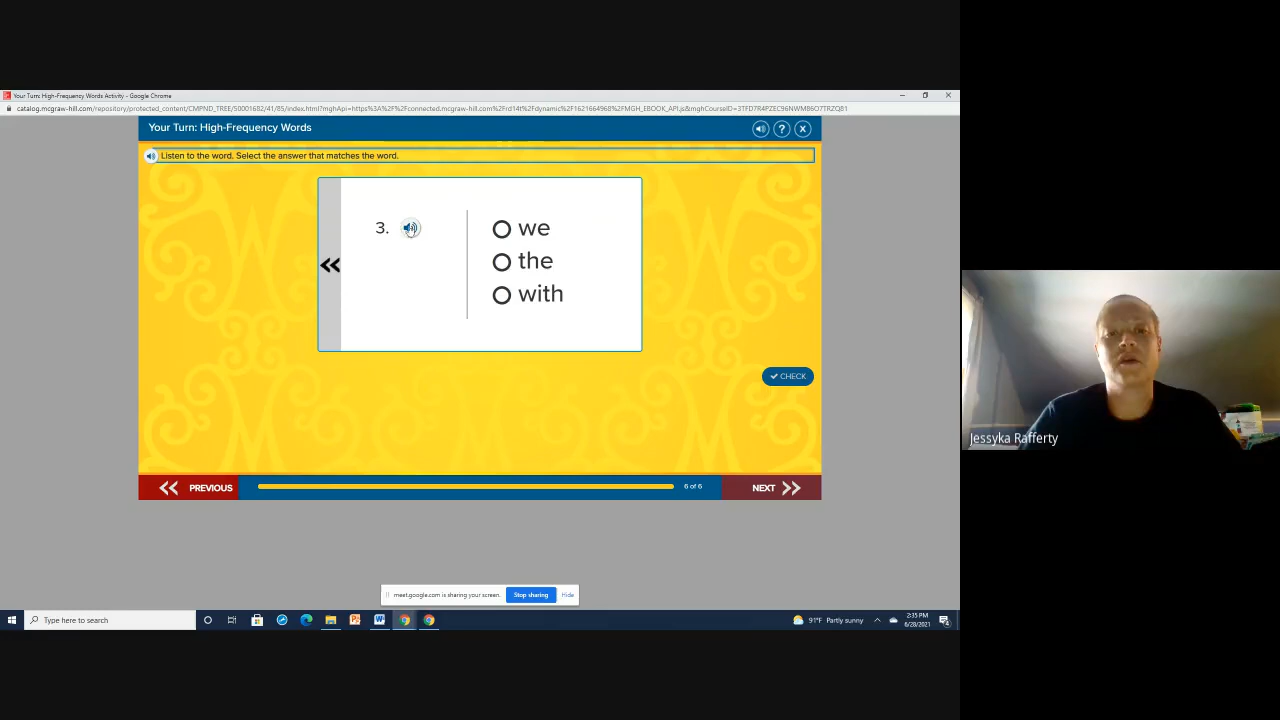 Your Turn: High-Frequency Words Activity - Google Chrome
Your Turn: High-Frequency Words
?
X
Listen to the word. Select the answer that matches the word.
3.
we
the
with
CHECK
PREVIOUS
6 of 6
NEXT
Jessyka Rafferty
meet.google.com is sharing your screen.
Stop sharing
Hide
Type here to search
91°F Partly sunny
2:35 PM
6/28/2021